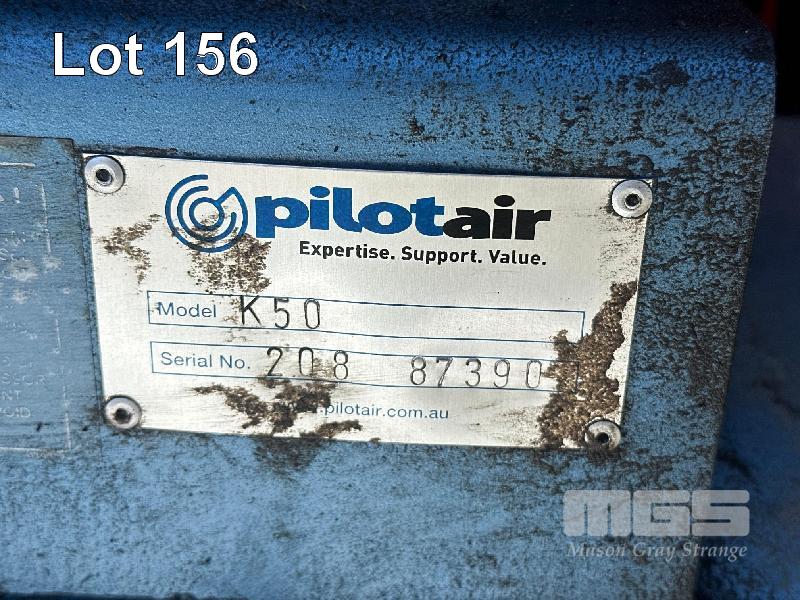 Lot 156
pilotair
Expertise. Support. Value.
Model K50
Serial No. 208 87390
.pilotair.com.au
MGS
Mason Gray Strange